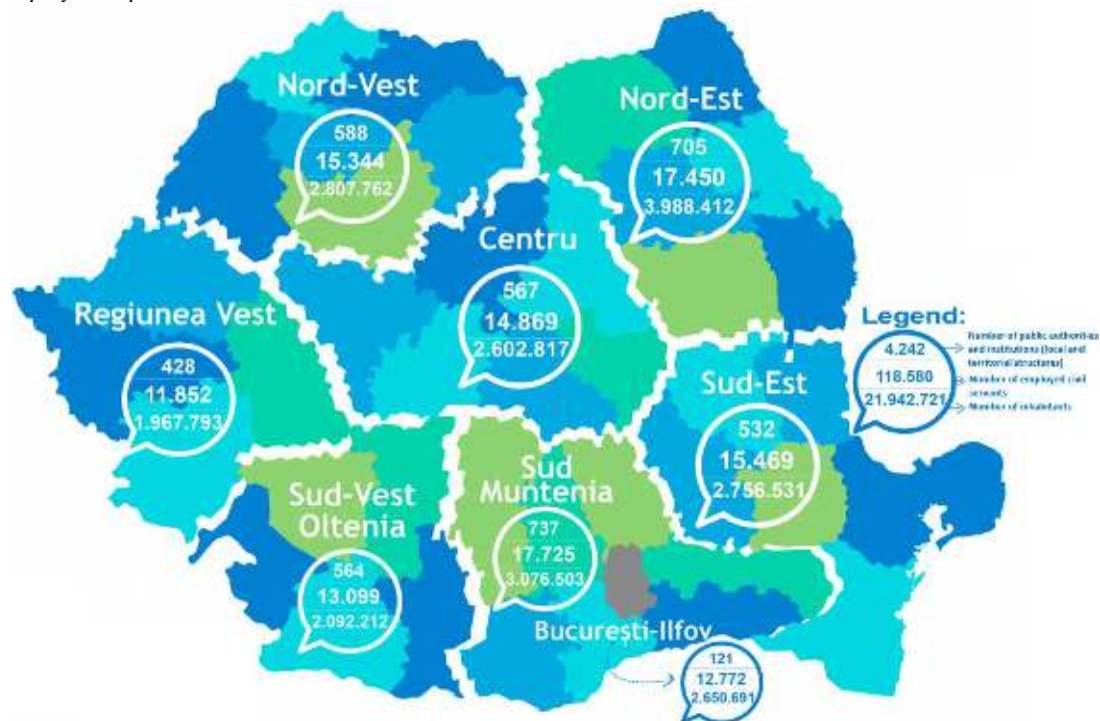 Nord-Vest
588
15.344
2.807.762
Nord-Est
705
17.450
3.988.412
Centru
567
14.869
2.602.817
Regiunea Vest
428
11.852
1.967.793
Legend:
4.242
118.580
21.942.721
Number of public authorities
and institutions (local and
territorial structures)
Number of employed civil
servants
Number of inhabitants
Sud-Est
532
15.469
2.756.531
Sud-Vest
Oltenia
564
13.099
2.092.212
Sud
Muntenia
737
17.725
3.076.503
București-Ilfov
121
12.772
2.650.691